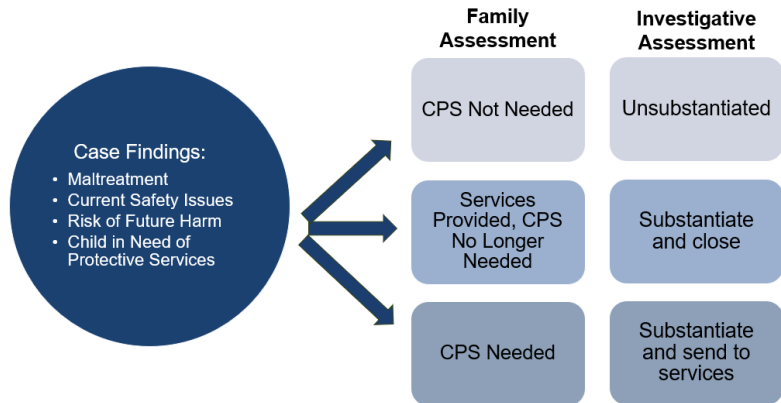 Family
Assessment
Investigative
Assessment
Case Findings:
• Maltreatment
• Current Safety Issues
• Risk of Future Harm
• Child in Need of
Protective Services
CPS Not Needed
Unsubstantiated
Services
Provided, CPS
No Longer
Needed
Substantiate
and close
CPS Needed
Substantiate
and send to
services